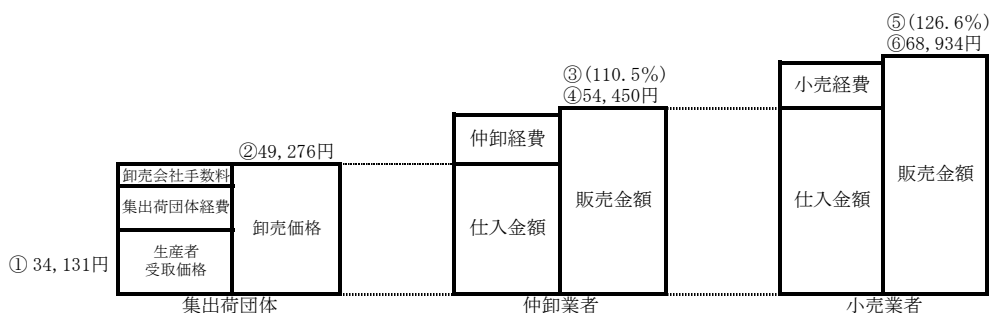 ⑤(126.6%)
⑥68,934円
小売経費
③(110.5%)
④54,450円
仲卸経費
②49,276円
販売金額
卸売会社手数料
集出荷団体経費
卸売価格
仕入金額
販売金額
仕入金額
生産者
受取価格
① 34,131円
集出荷団体
仲卸業者
小売業者